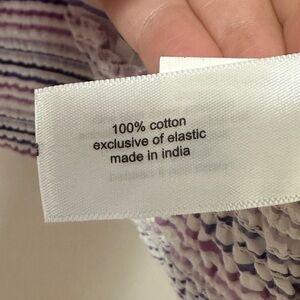 100% cotton
exclusive of elastic
made in india